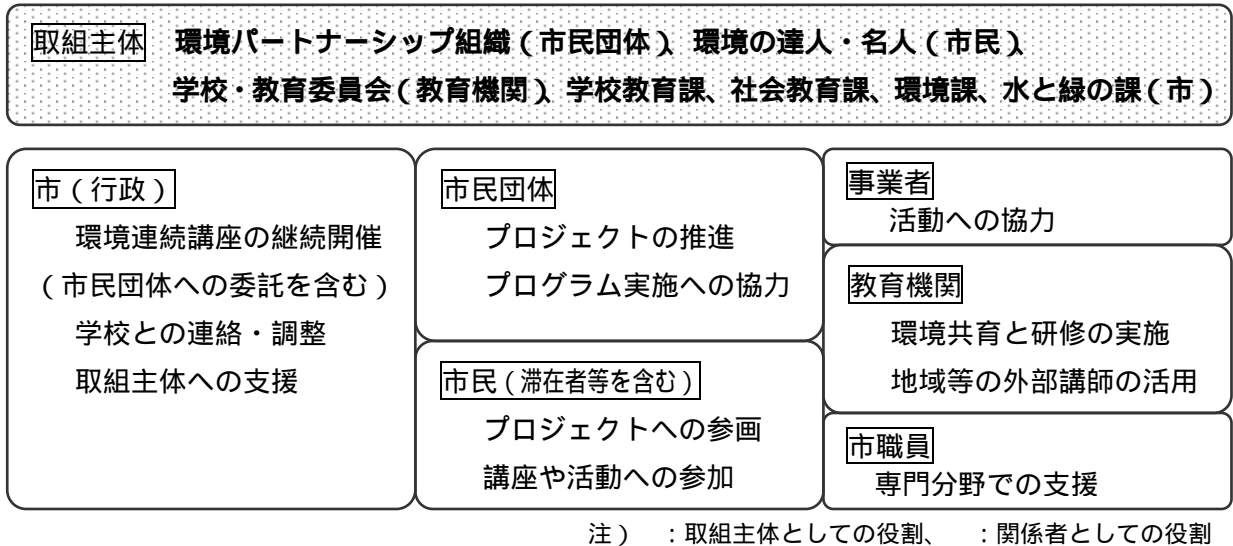 取組主体 環境パートナーシップ組織(市民団体)、環境の達人・名人(市民)、
学校・教育委員会(教育機関)、学校教育課、社会教育課、環境課、水と緑の課(市)
市(行政)
環境連続講座の継続開催
(市民団体への委託を含む)
学校との連絡・調整
取組主体への支援
市民団体
プロジェクトの推進
プログラム実施への協力
市民(滞在者等を含む)
プロジェクトへの参画
講座や活動への参加
事業者
活動への協力
教育機関
環境共育と研修の実施
地域等の外部講師の活用
市職員
専門分野での支援
注) :取組主体としての役割、 :関係者としての役割